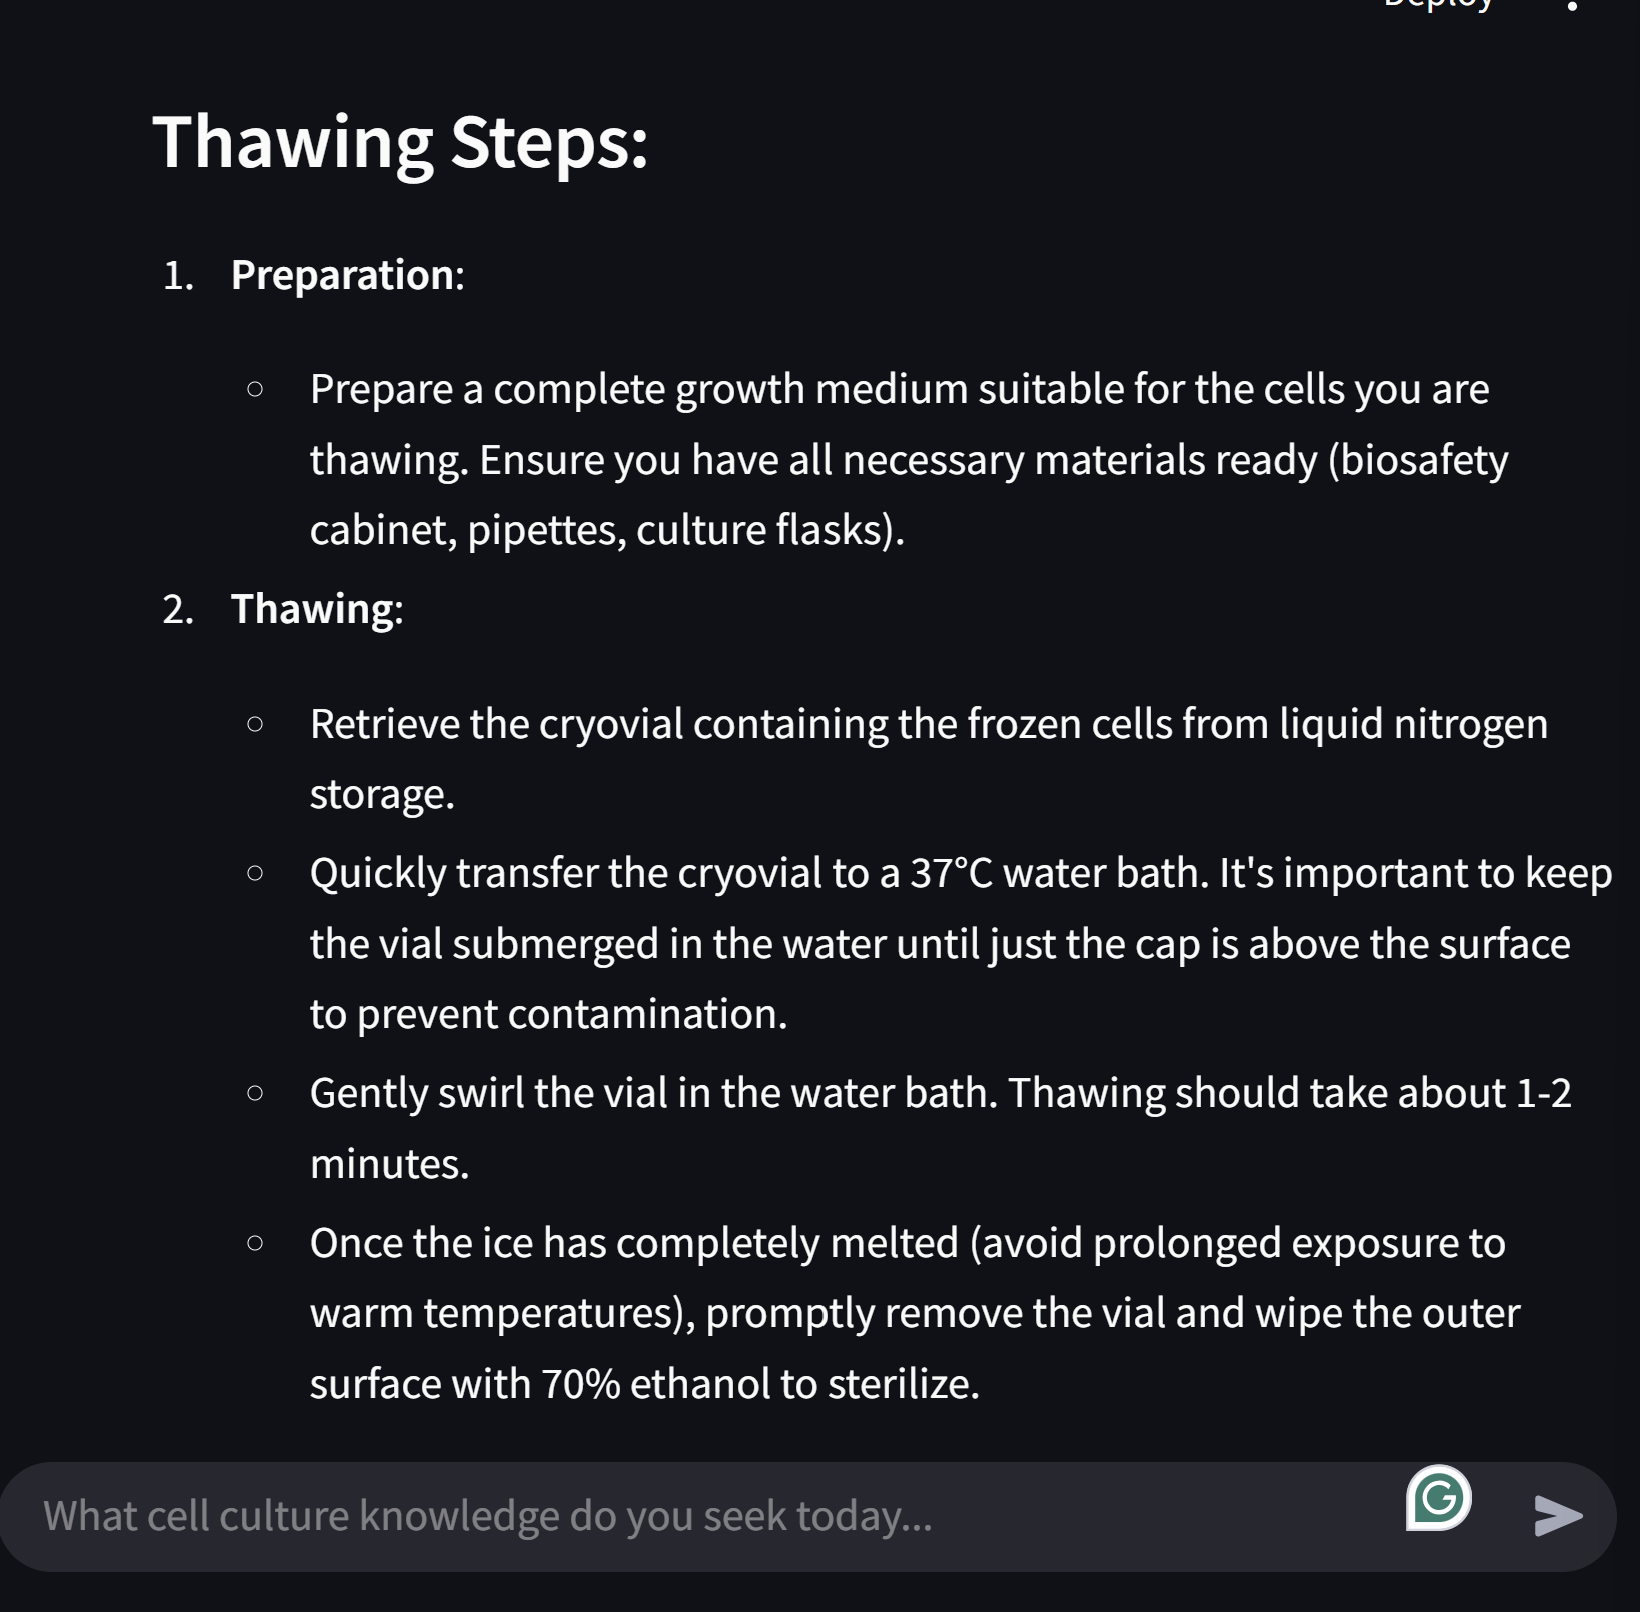 Deploy
Thawing Steps:
1. Preparation:
○ Prepare a complete growth medium suitable for the cells you are
thawing. Ensure you have all necessary materials ready (biosafety
cabinet, pipettes, culture flasks).
2. Thawing:
○ Retrieve the cryovial containing the frozen cells from liquid nitrogen
storage.
○ Quickly transfer the cryovial to a 37°C water bath. It's important to keep
the vial submerged in the water until just the cap is above the surface
to prevent contamination.
○ Gently swirl the vial in the water bath. Thawing should take about 1-2
minutes.
○ Once the ice has completely melted (avoid prolonged exposure to
warm temperatures), promptly remove the vial and wipe the outer
surface with 70% ethanol to sterilize.
What cell culture knowledge do you seek today...
G